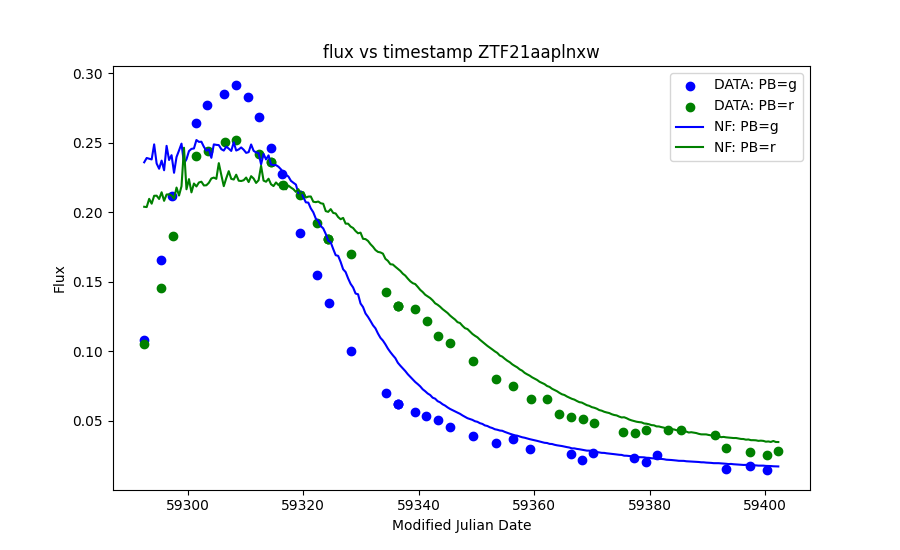 flux vs timestamp ZTF21aaplnxw
0.30
0.25
0.20
0.15
0.10
0.05
Flux
DATA: PB=g
DATA: PB=r
NF: PB=g
NF: PB=r
59300
59320
59340
59360
59380
59400
Modified Julian Date